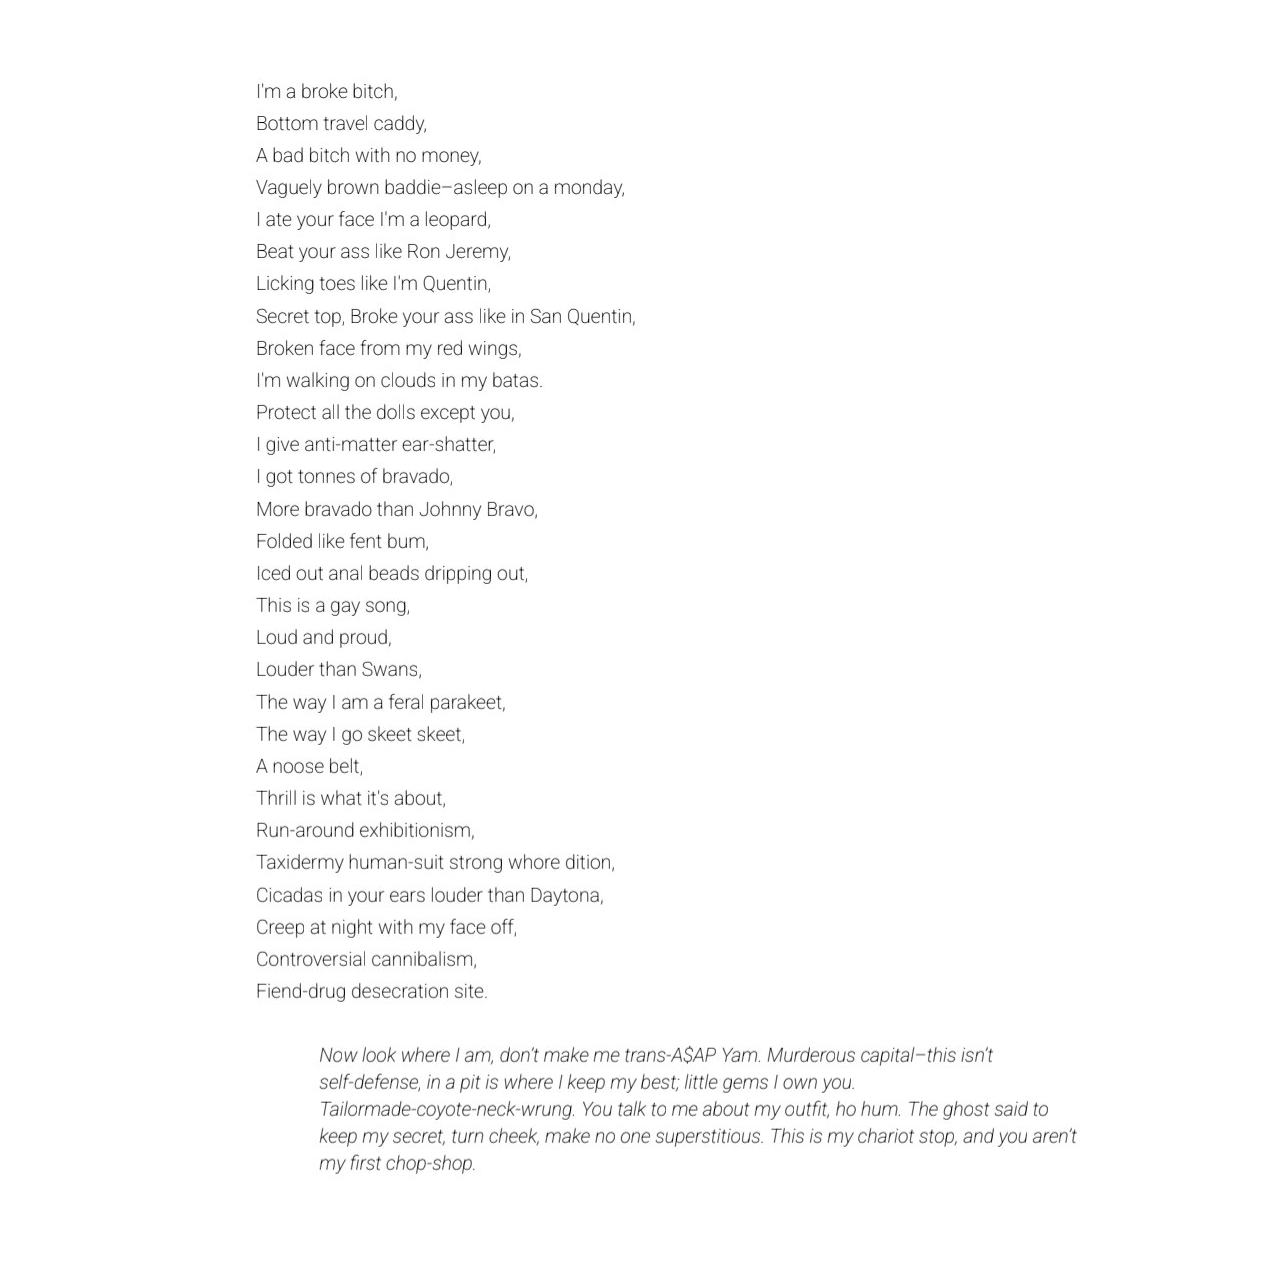 I'm a broke bitch,
Bottom travel caddy,
A bad bitch with no money,
Vaguely brown baddie–asleep on a monday,
I ate your face I'm a leopard,
Beat your ass like Ron Jeremy,
Licking toes like I'm Quentin,
Secret top, Broke your ass like in San Quentin,
Broken face from my red wings,
I'm walking on clouds in my batas.
Protect all the dolls except you,
I give anti-matter ear-shatter,
I got tonnes of bravado,
More bravado than Johnny Bravo,
Folded like fent bum,
Iced out anal beads dripping out,
This is a gay song,
Loud and proud,
Louder than Swans,
The way I am a feral parakeet,
The way I go skeet skeet,
A noose belt,
Thrill is what it's about,
Run-around exhibitionism,
Taxidermy human-suit strong whore dition,
Cicadas in your ears louder than Daytona,
Creep at night with my face off,
Controversial cannibalism,
Fiend-drug desecration site.
Now look where I am, don’t make me trans-A$AP Yam. Murderous capital–this isn’t
self-defense, in a pit is where I keep my best; little gems I own you.
Tailormade-coyote-neck-wrung. You talk to me about my outfit, ho hum. The ghost said to
keep my secret, turn cheek, make no one superstitious. This is my chariot stop, and you aren’t
my first chop-shop.